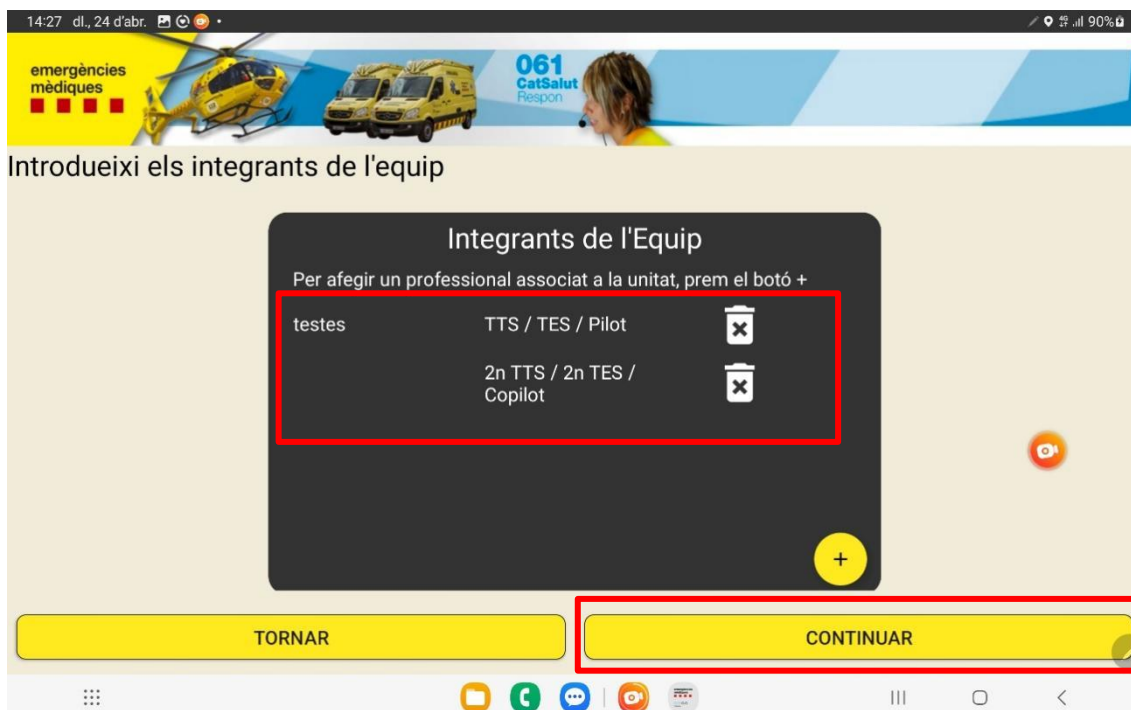 14:27 dl., 24 d'abr.
90%
emergències
mèdiques
061
CatSalut
Respon
Introdueixi els integrants de l'equip
Integrants de l'Equip
Per afegir un professional associat a la unitat, prem el botó +
testes TTS / TES / Pilot
2n TTS / 2n TES /
Copilot
+
TORNAR CONTINUAR